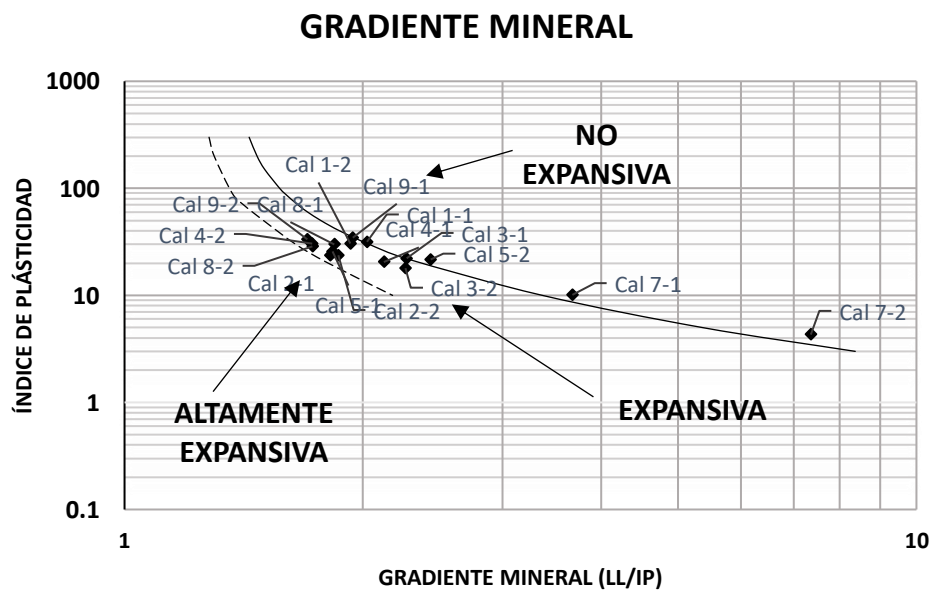 GRADIENTE MINERAL
1000
NO
EXPANSIVA
Cal 1-2
Cal 9-1
100
Cal 9-2
Cal 8-1
Cal 1-1
Cal 4-1
Cal 4-2
Cal 3-1
Cal 5-2
Cal 8-2
Cal 2-1
Cal 3-2
Cal 7-1
10
Cal 5-1
Cal 2-2
Cal 7-2
1
ALTAMENTE
EXPANSIVA
EXPANSIVA
0.1
1
10
ÍNDICE DE PLÁSTICIDAD
GRADIENTE MINERAL (LL/IP)